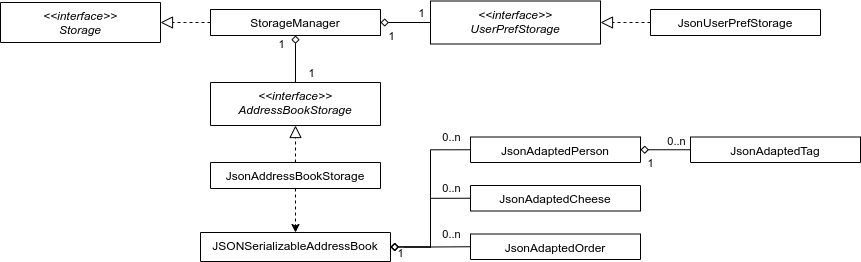 <<interface>>
Storage
StorageManager
1
1
1
1
<<interface>>
UserPrefStorage
JsonUserPrefStorage
<<interface>>
AddressBookStorage
JsonAddressBookStorage
JSONSerializableAddressBook
1
0..n
JsonAdaptedPerson
1
0..n
JsonAdaptedTag
0..n
JsonAdaptedCheese
0..n
JsonAdaptedOrder